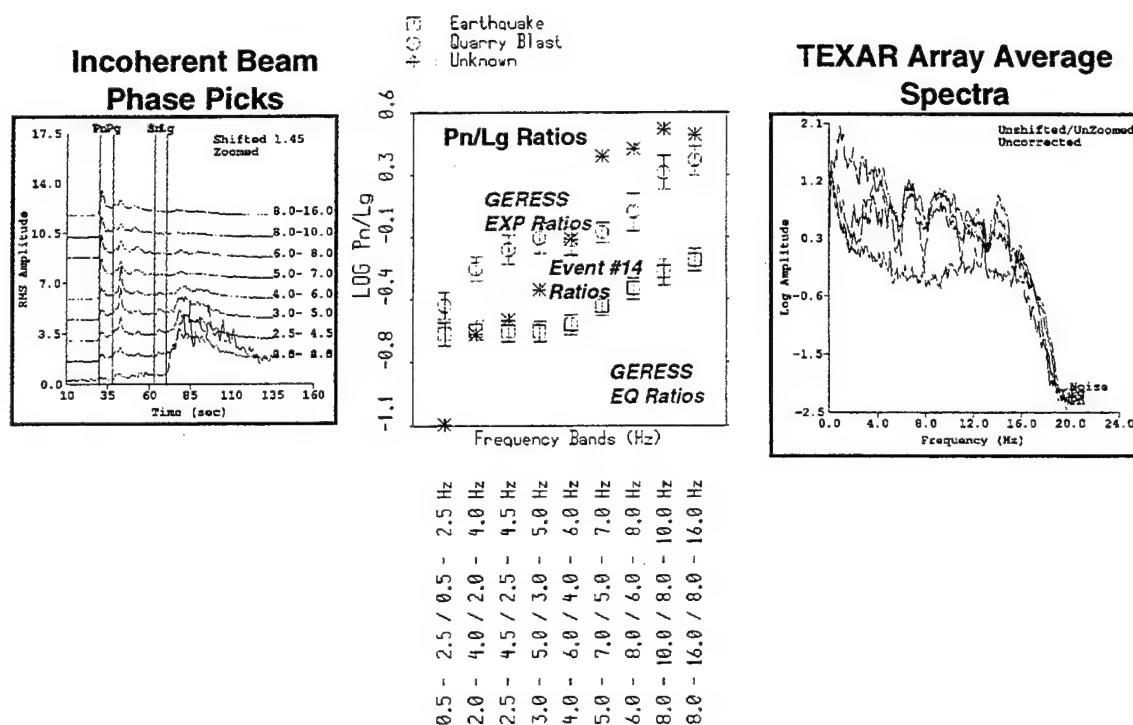 Incoherent Beam
Phase Picks
17.5
14.0
10.5
7.0
3.5
0.0
RMS Amplitude
PnPg
SnLg
Shifted 1.45
Zoomed
8.0-16.0
8.0-10.0
6.0- 8.0
5.0- 7.0
4.0- 6.0
3.0- 5.0
2.5- 4.5
10 35 60 85 110 135 160
Time (sec)
Earthquake
Quarry Blast
Unknown
0.6
0.3
-0.1
-0.4
-0.8
-1.1
LOG Pn/Lg
Pn/Lg Ratios
GERESS
EXP Ratios
Event #14
Ratios
GERESS
EQ Ratios
Frequency Bands (Hz)
0.5 - 2.5 / 0.5 - 2.5 Hz
2.0 - 4.0 / 2.0 - 4.0 Hz
2.5 - 4.5 / 2.5 - 4.5 Hz
3.0 - 5.0 / 3.0 - 5.0 Hz
4.0 - 6.0 / 4.0 - 6.0 Hz
5.0 - 7.0 / 5.0 - 7.0 Hz
6.0 - 8.0 / 6.0 - 8.0 Hz
8.0 - 10.0 / 8.0 - 10.0 Hz
8.0 - 16.0 / 8.0 - 16.0 Hz
TEXAR Array Average
Spectra
2.1
1.2
0.3
-0.6
-1.5
-2.5
Log Amplitude
Unshifted/UnZoomed
Uncorrected
Noise
0.0 4.0 8.0 12.0 16.0 20.0 24.0
Frequency (Hz)